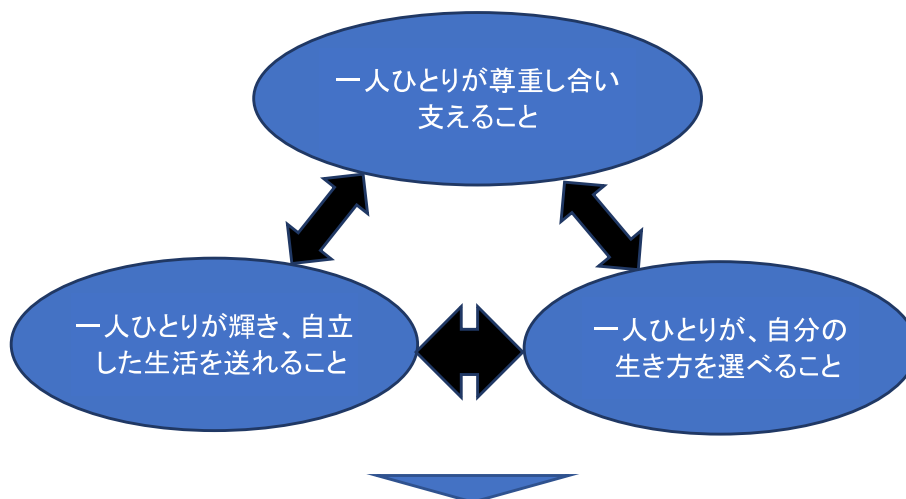 一人ひとりが尊重し合い
支えること
一人ひとりが輝き、自立
した生活を送れること
一人ひとりが、自分の
生き方を選べること